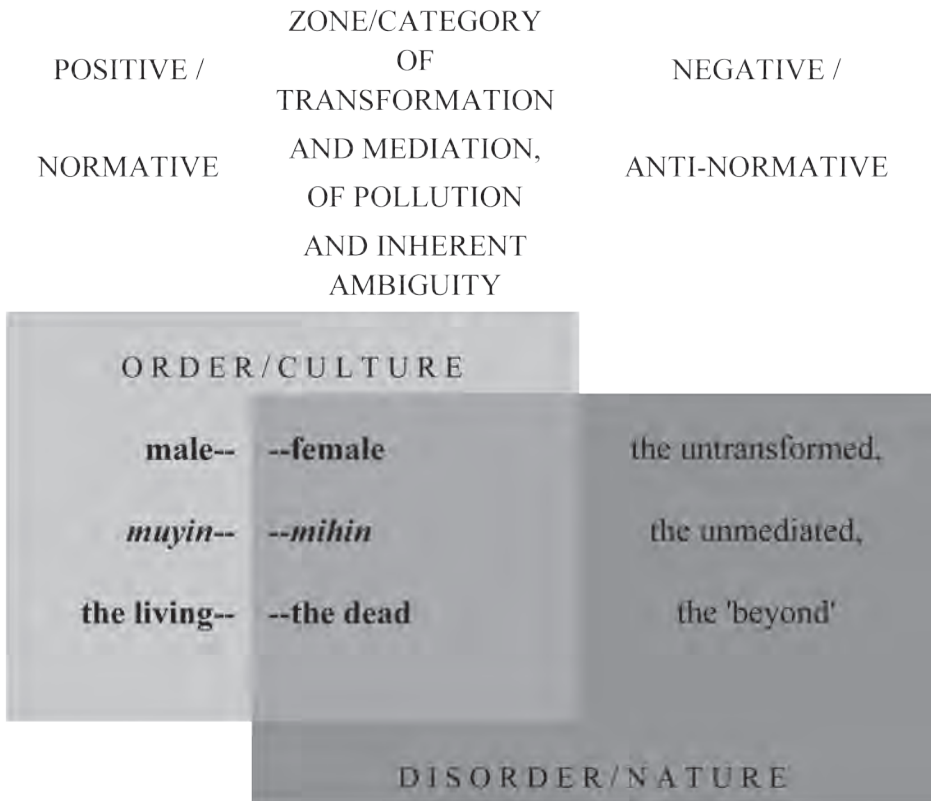 POSITIVE /
NORMATIVE
ZONE/CATEGORY
OF
TRANSFORMATION
AND MEDIATION,
OF POLLUTION
AND INHERENT
AMBIGUITY
NEGATIVE /
ANTI-NORMATIVE
ORDER/CULTURE
male-- --female the untransformed,
muyin-- --mihin the unmediated,
the living-- --the dead the 'beyond'
DISORDER/NATURE